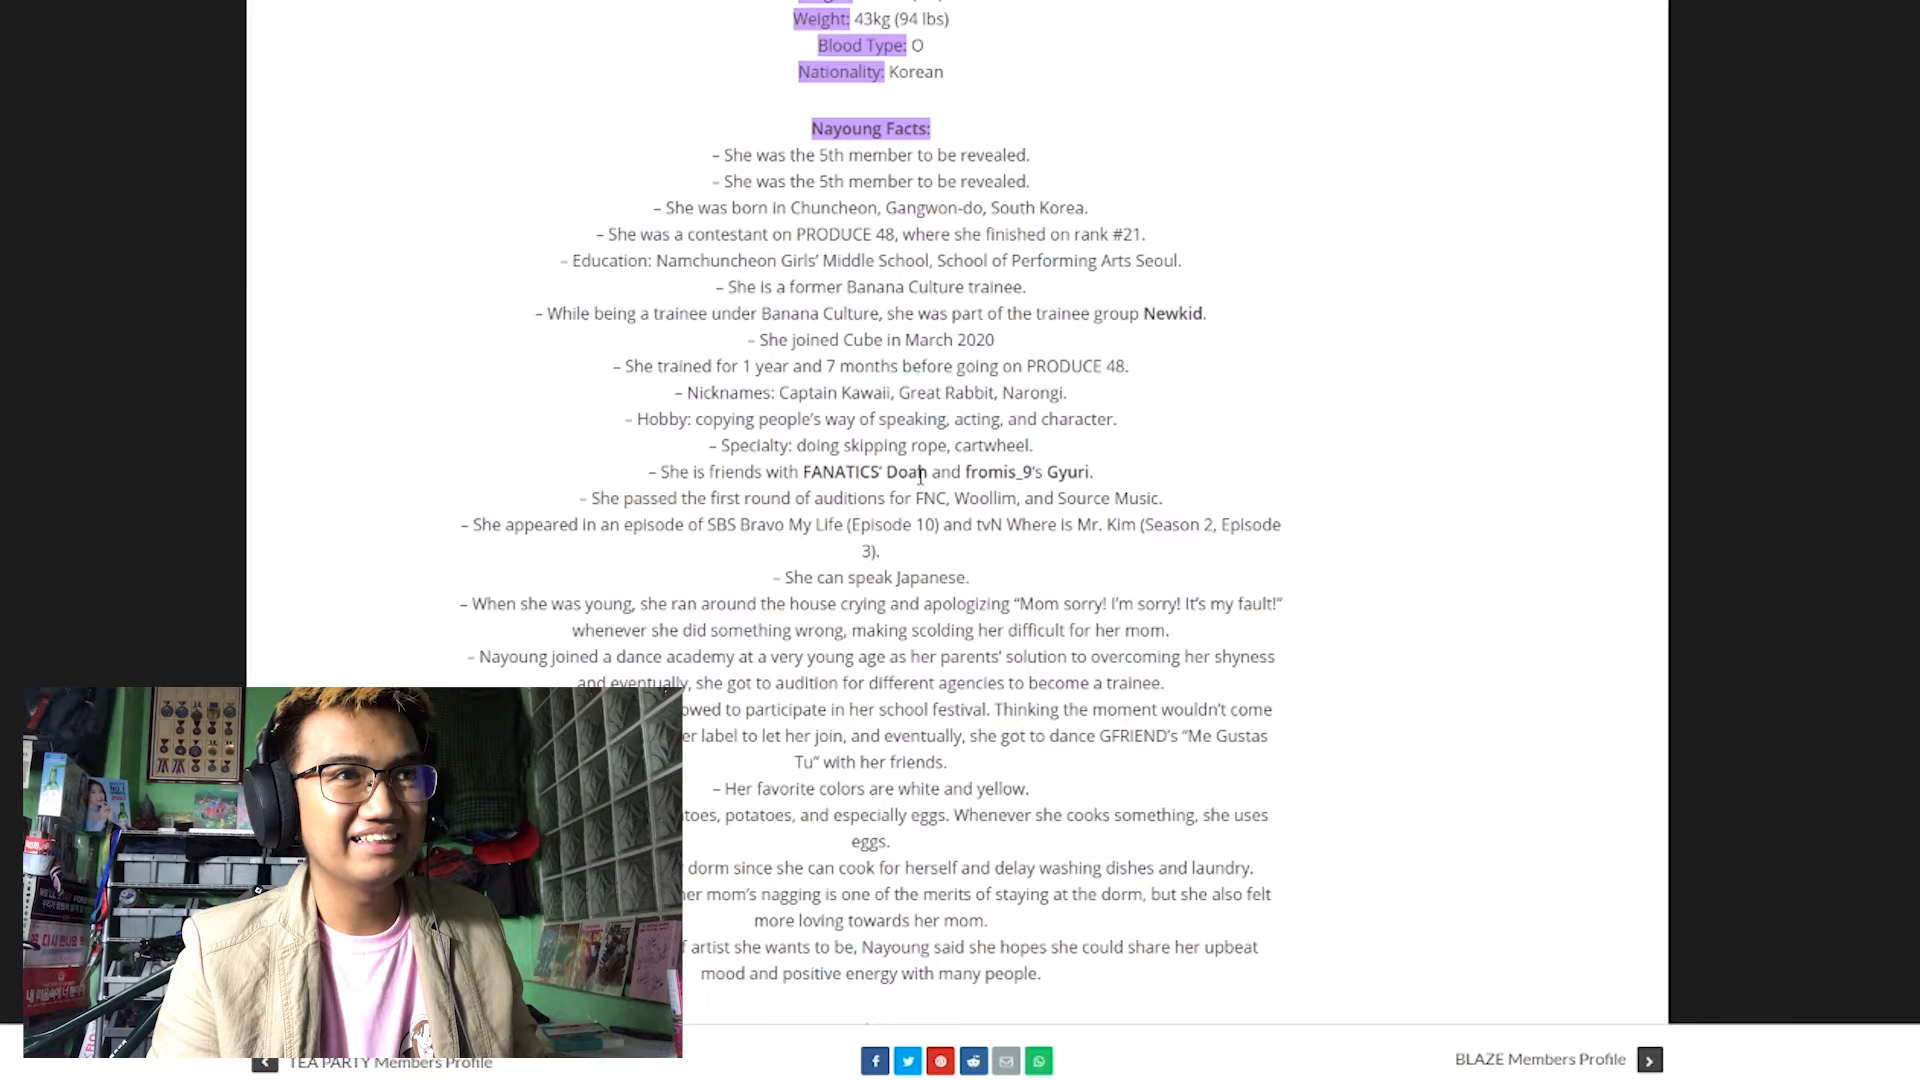 Weight: 43kg (94 lbs)
Blood Type: O
Nationality: Korean
Nayoung Facts:
– She was the 5th member to be revealed.
– She was the 5th member to be revealed.
– She was born in Chuncheon, Gangwon-do, South Korea.
– She was a contestant on PRODUCE 48, where she finished on rank #21.
– Education: Namchuncheon Girls’ Middle School, School of Performing Arts Seoul.
– She is a former Banana Culture trainee.
– While being a trainee under Banana Culture, she was part of the trainee group Newkid.
– She joined Cube in March 2020
– She trained for 1 year and 7 months before going on PRODUCE 48.
– Nicknames: Captain Kawaii, Great Rabbit, Narongi.
– Hobby: copying people’s way of speaking, acting, and character.
– Specialty: doing skipping rope, cartwheel.
– She is friends with FANATICS’ Doah and fromis_9’s Gyuri.
– She passed the first round of auditions for FNC, Woollim, and Source Music.
– She appeared in an episode of SBS Bravo My Life (Episode 10) and tvN Where is Mr. Kim (Season 2, Episode
3).
– She can speak Japanese.
– When she was young, she ran around the house crying and apologizing “Mom sorry! I’m sorry! It’s my fault!”
whenever she did something wrong, making scolding her difficult for her mom.
– Nayoung joined a dance academy at a very young age as her parents’ solution to overcoming her shyness
and eventually, she got to audition for different agencies to become a trainee.
owed to participate in her school festival. Thinking the moment wouldn’t come
er label to let her join, and eventually, she got to dance GFRIEND’s “Me Gustas
Tu” with her friends.
– Her favorite colors are white and yellow.
toes, potatoes, and especially eggs. Whenever she cooks something, she uses
eggs.
dorm since she can cook for herself and delay washing dishes and laundry.
her mom’s nagging is one of the merits of staying at the dorm, but she also felt
more loving towards her mom.
f artist she wants to be, Nayoung said she hopes she could share her upbeat
mood and positive energy with many people.
TEA PARTY Members Profile
BLAZE Members Profile